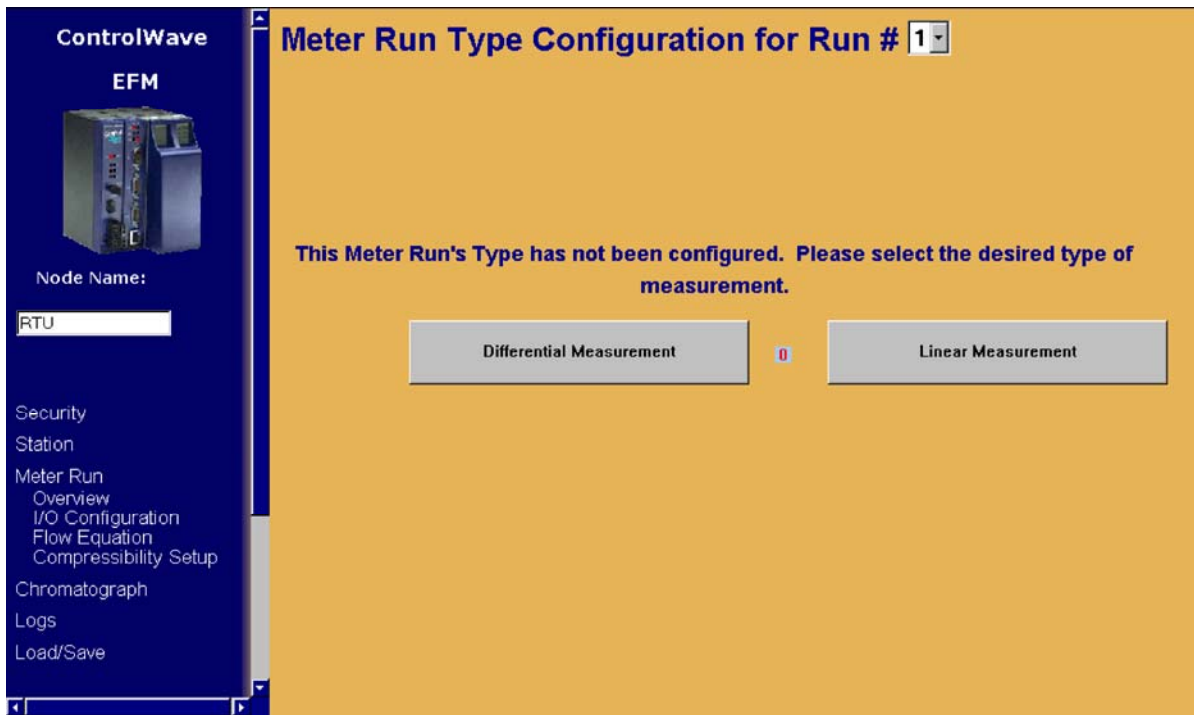 ControlWave
EFM
Node Name:
RTU
Security
Station
Meter Run
Overview
I/O Configuration
Flow Equation
Compressibility Setup
Chromatograph
Logs
Load/Save
Meter Run Type Configuration for Run # 1
This Meter Run's Type has not been configured. Please select the desired type of
measurement.
Differential Measurement
0
Linear Measurement